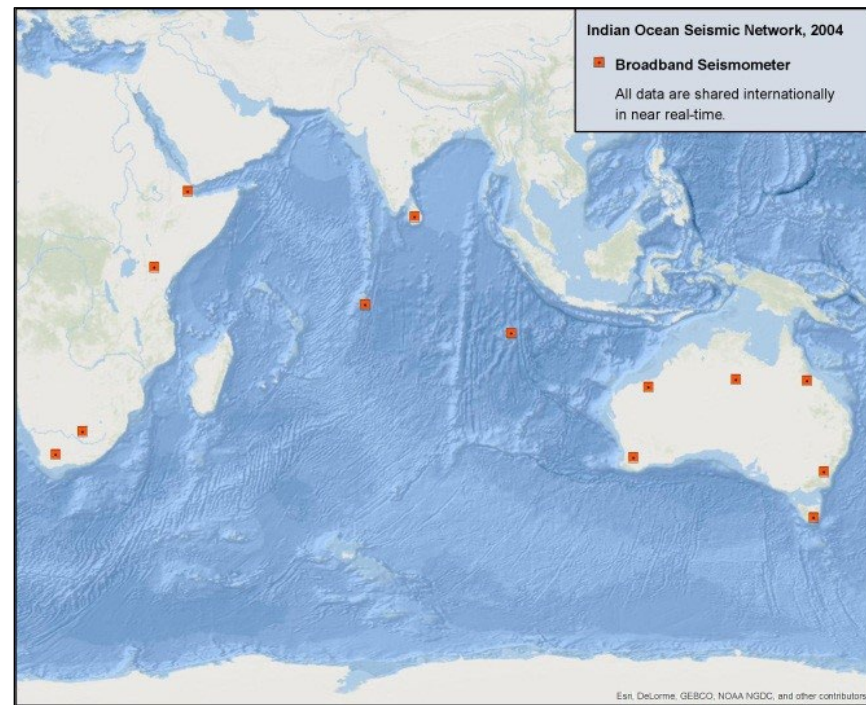 Indian Ocean Seismic Network, 2004
Broadband Seismometer
All data are shared internationally
in near real-time.
Esri, DeLorme, GEBCO, NOAA NGDC, and other contributors